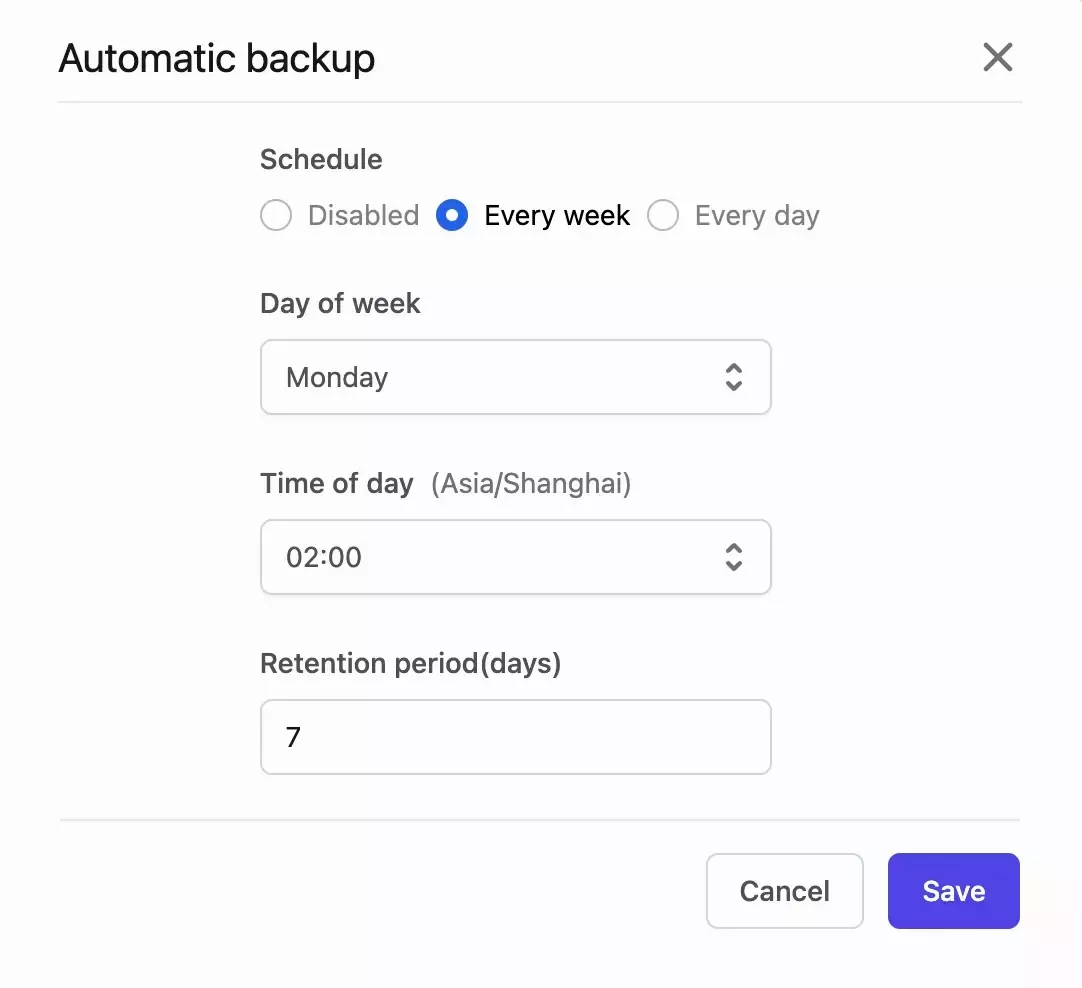 Automatic backup
Schedule
Disabled Every week Every day
Day of week
Monday
Time of day (Asia/Shanghai)
02:00
Retention period(days)
7
Cancel Save